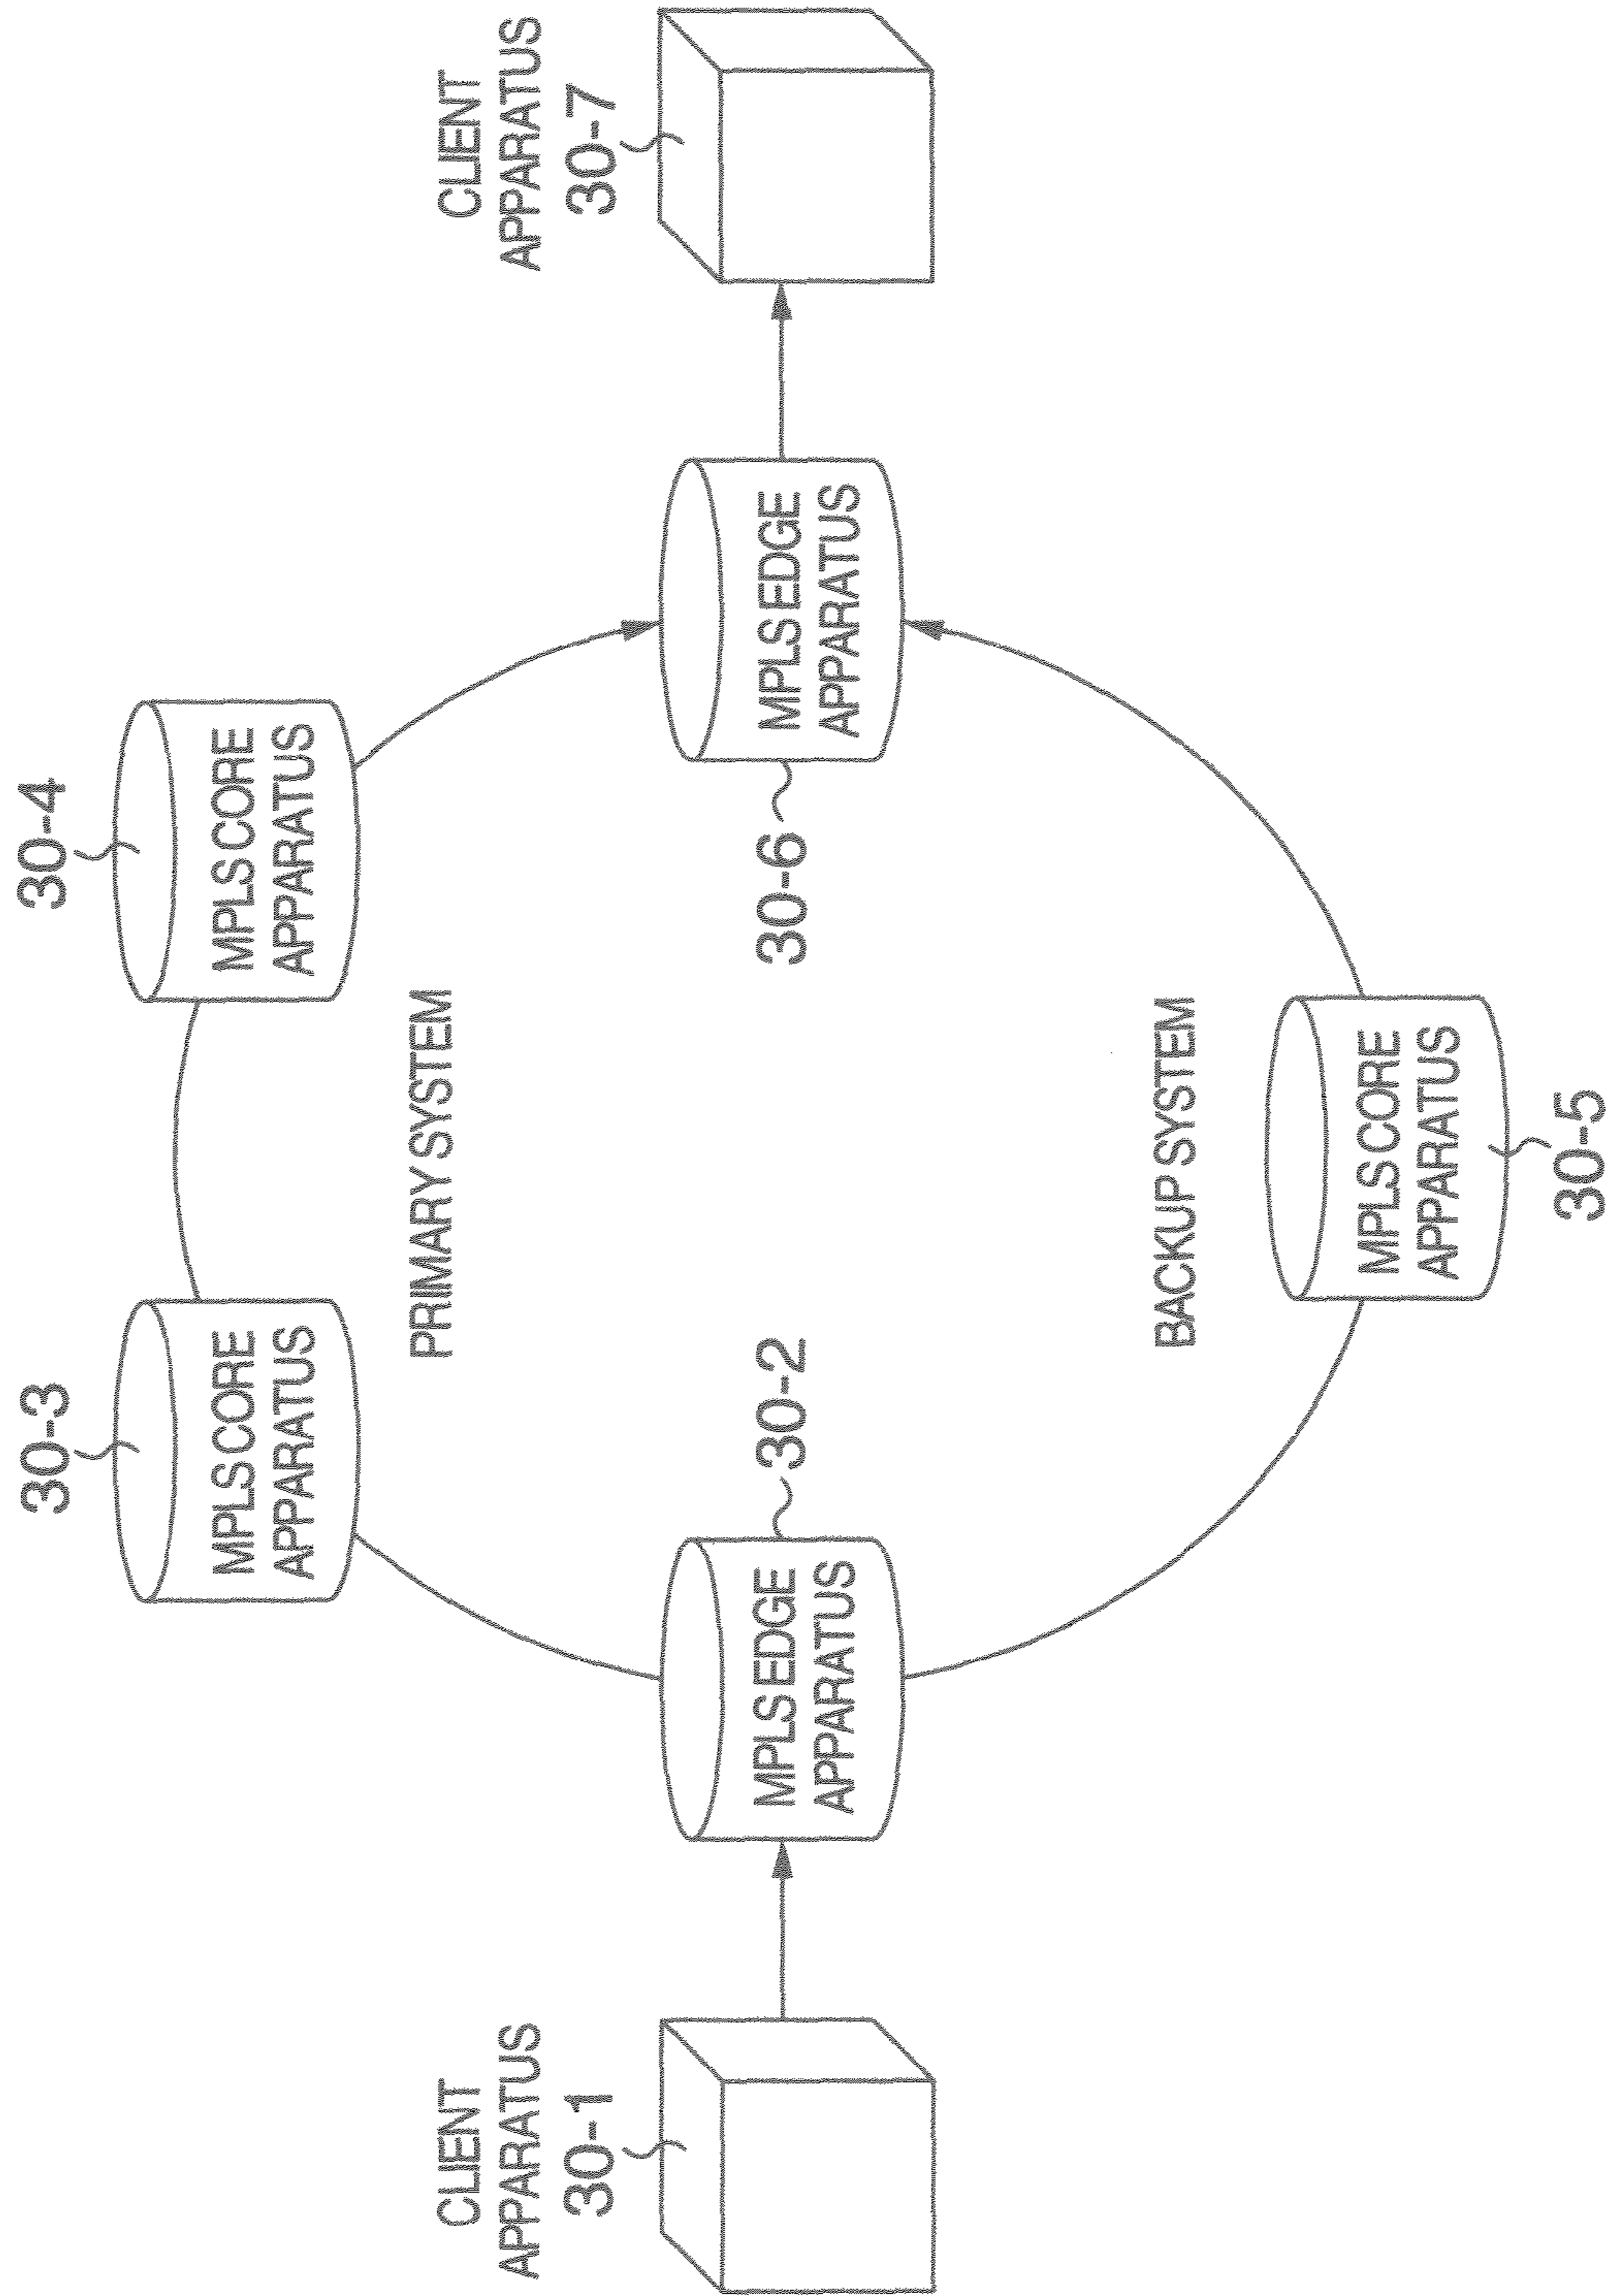 30-3
MPLS CORE
APPARATUS
30-4
MPLS CORE
APPARATUS
PRIMARY SYSTEM
CLIENT
APPARATUS
30-1
MPLS EDGE
APPARATUS
30-2
30-6
MPLS EDGE
APPARATUS
CLIENT
APPARATUS
30-7
BACKUP SYSTEM
MPLS CORE
APPARATUS
30-5